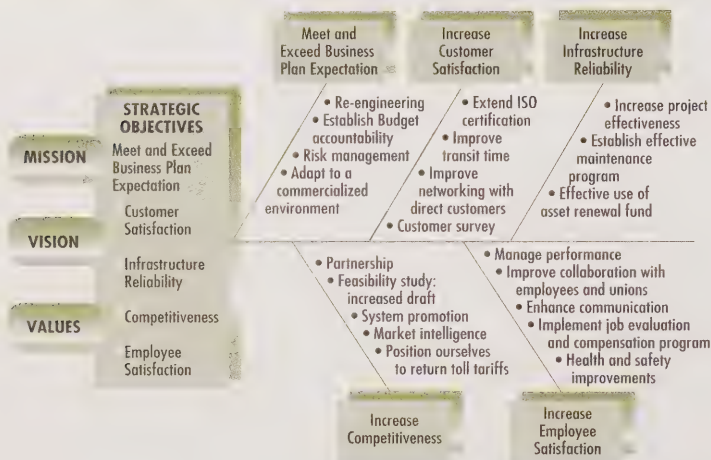 Meet and
Exceed Business
Plan Expectation
Increase
Customer
Satisfaction
Increase
Infrastructure
Reliability
MISSION
VISION
VALUES
STRATEGIC
OBJECTIVES
Meet and Exceed
Business Plan
Expectation
Customer
Satisfaction
Infrastructure
Reliability
Competitiveness
Employee
Satisfaction
• Re-engineering
• Establish Budget
accountability
• Risk management
• Adapt to a
commercialized
environment
• Extend ISO
certification
• Improve
transit time
• Improve
networking with
direct customers
• Customer survey
• Increase project
effectiveness
• Establish effective
maintenance
program
• Effective use of
asset renewal fund
• Partnership
• Feasibility study:
increased draft
• System promotion
• Market intelligence
• Position ourselves
to return toll tariffs
• Manage performance
• Improve collaboration with
employees and unions
• Enhance communication
• Implement job evaluation
and compensation program
• Health and safety
improvements
Increase
Competitiveness
Increase
Employee
Satisfaction